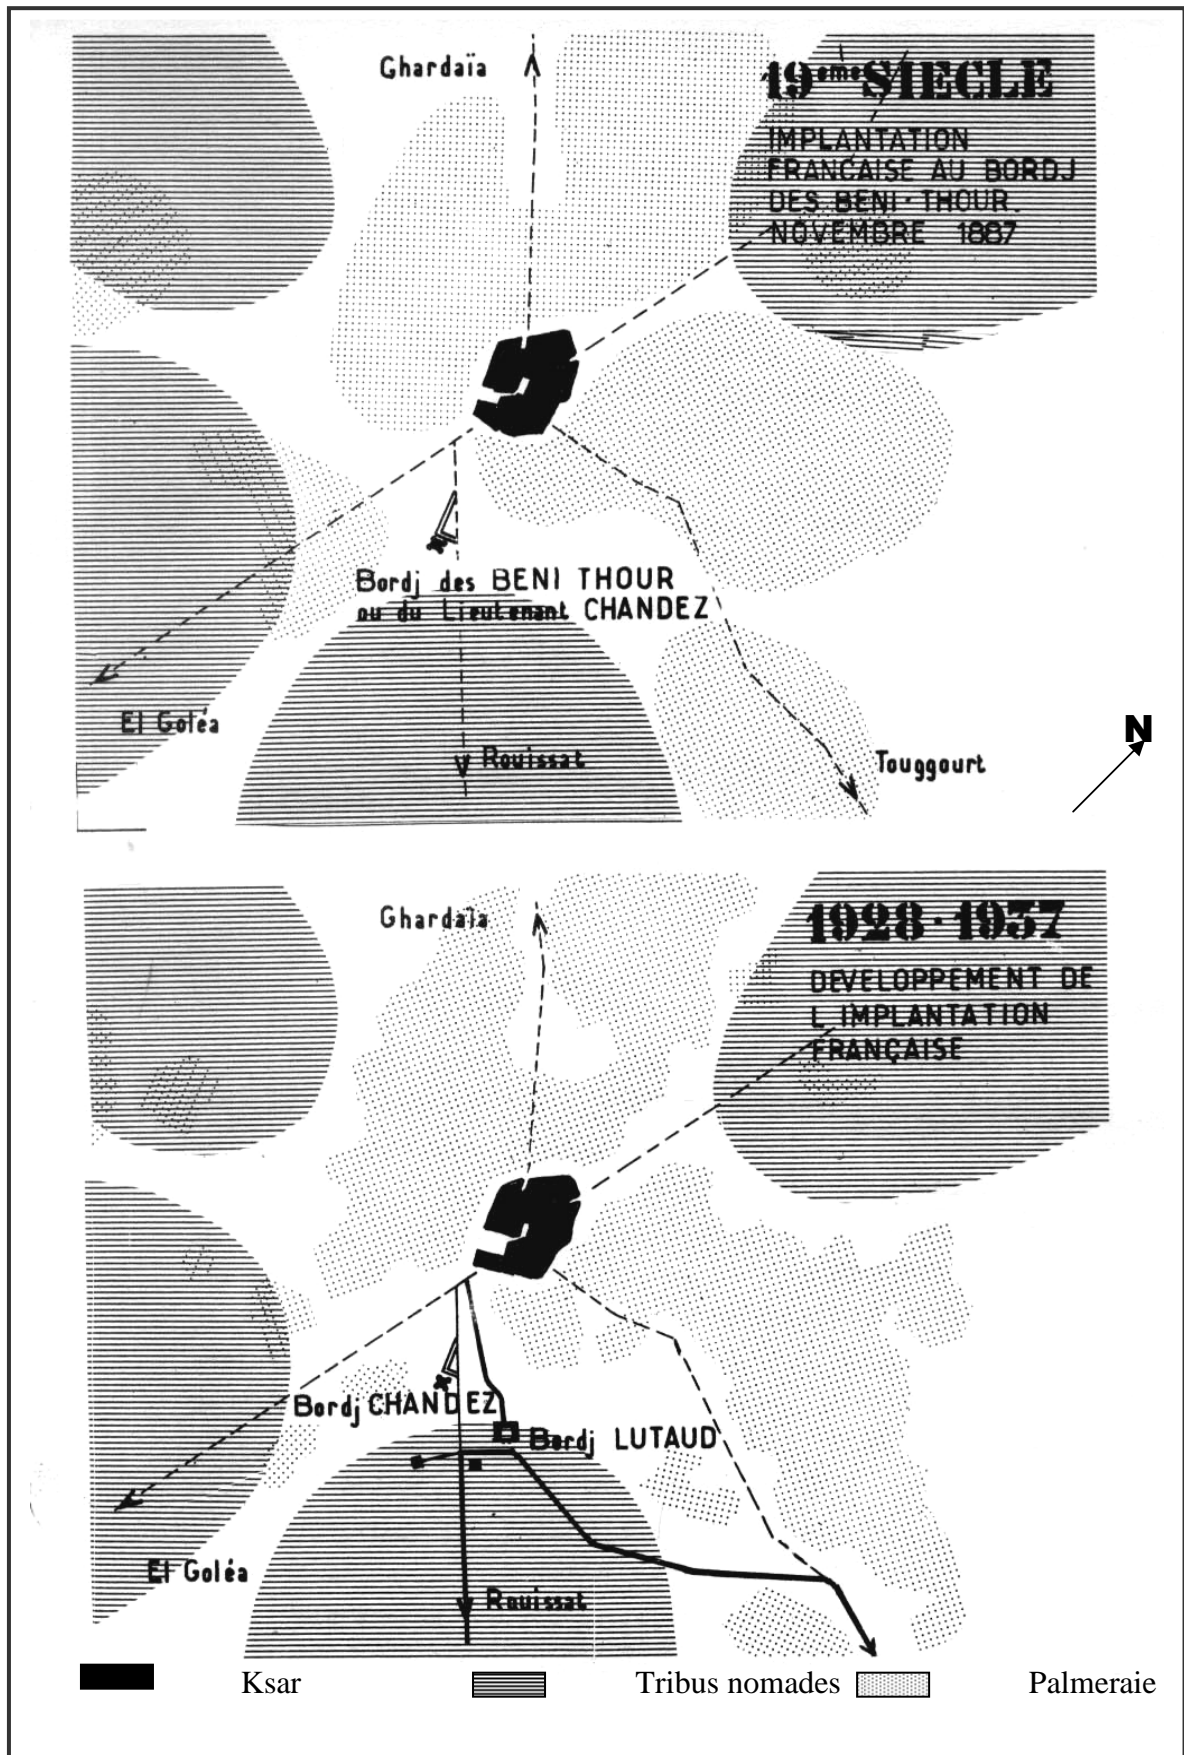 Ghardaïa
19eme SIECLE
IMPLANTATION
FRANCAISE AU BORDJ
DES BENI-THOUR.
NOVEMBRE 1887
Bordj des BENI THOUR
ou du Lieutenant CHANDEZ
El Goléa
Rouissat
Touggourt
N
Ghardaïa
1928-1937
DEVELOPPEMENT DE
L IMPLANTATION
FRANÇAISE
Bordj CHANDEZ
Bordj LUTAUD
El Goléa
Rouissat
Ksar
Tribus nomades
Palmeraie